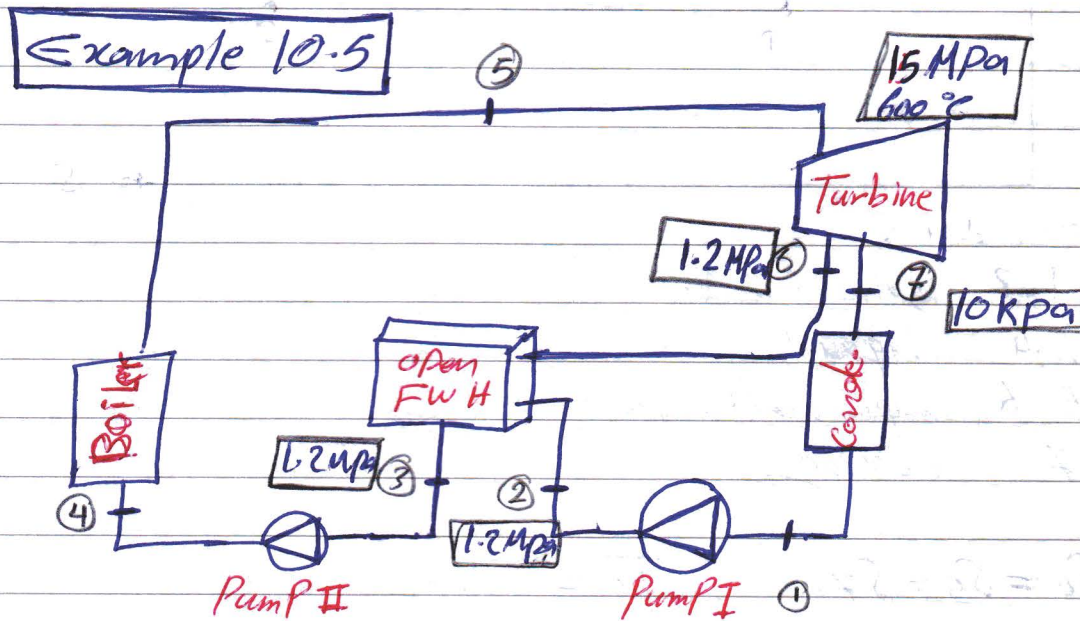 Example 10.5
5
15 MPa
600 °C
Turbine
1.2 MPa 6
7
10 kpa
open
FWH
Boiler
Conde.
1.2 Mpa 3
2
4
1.2 Mpa
Pump II
Pump I
1